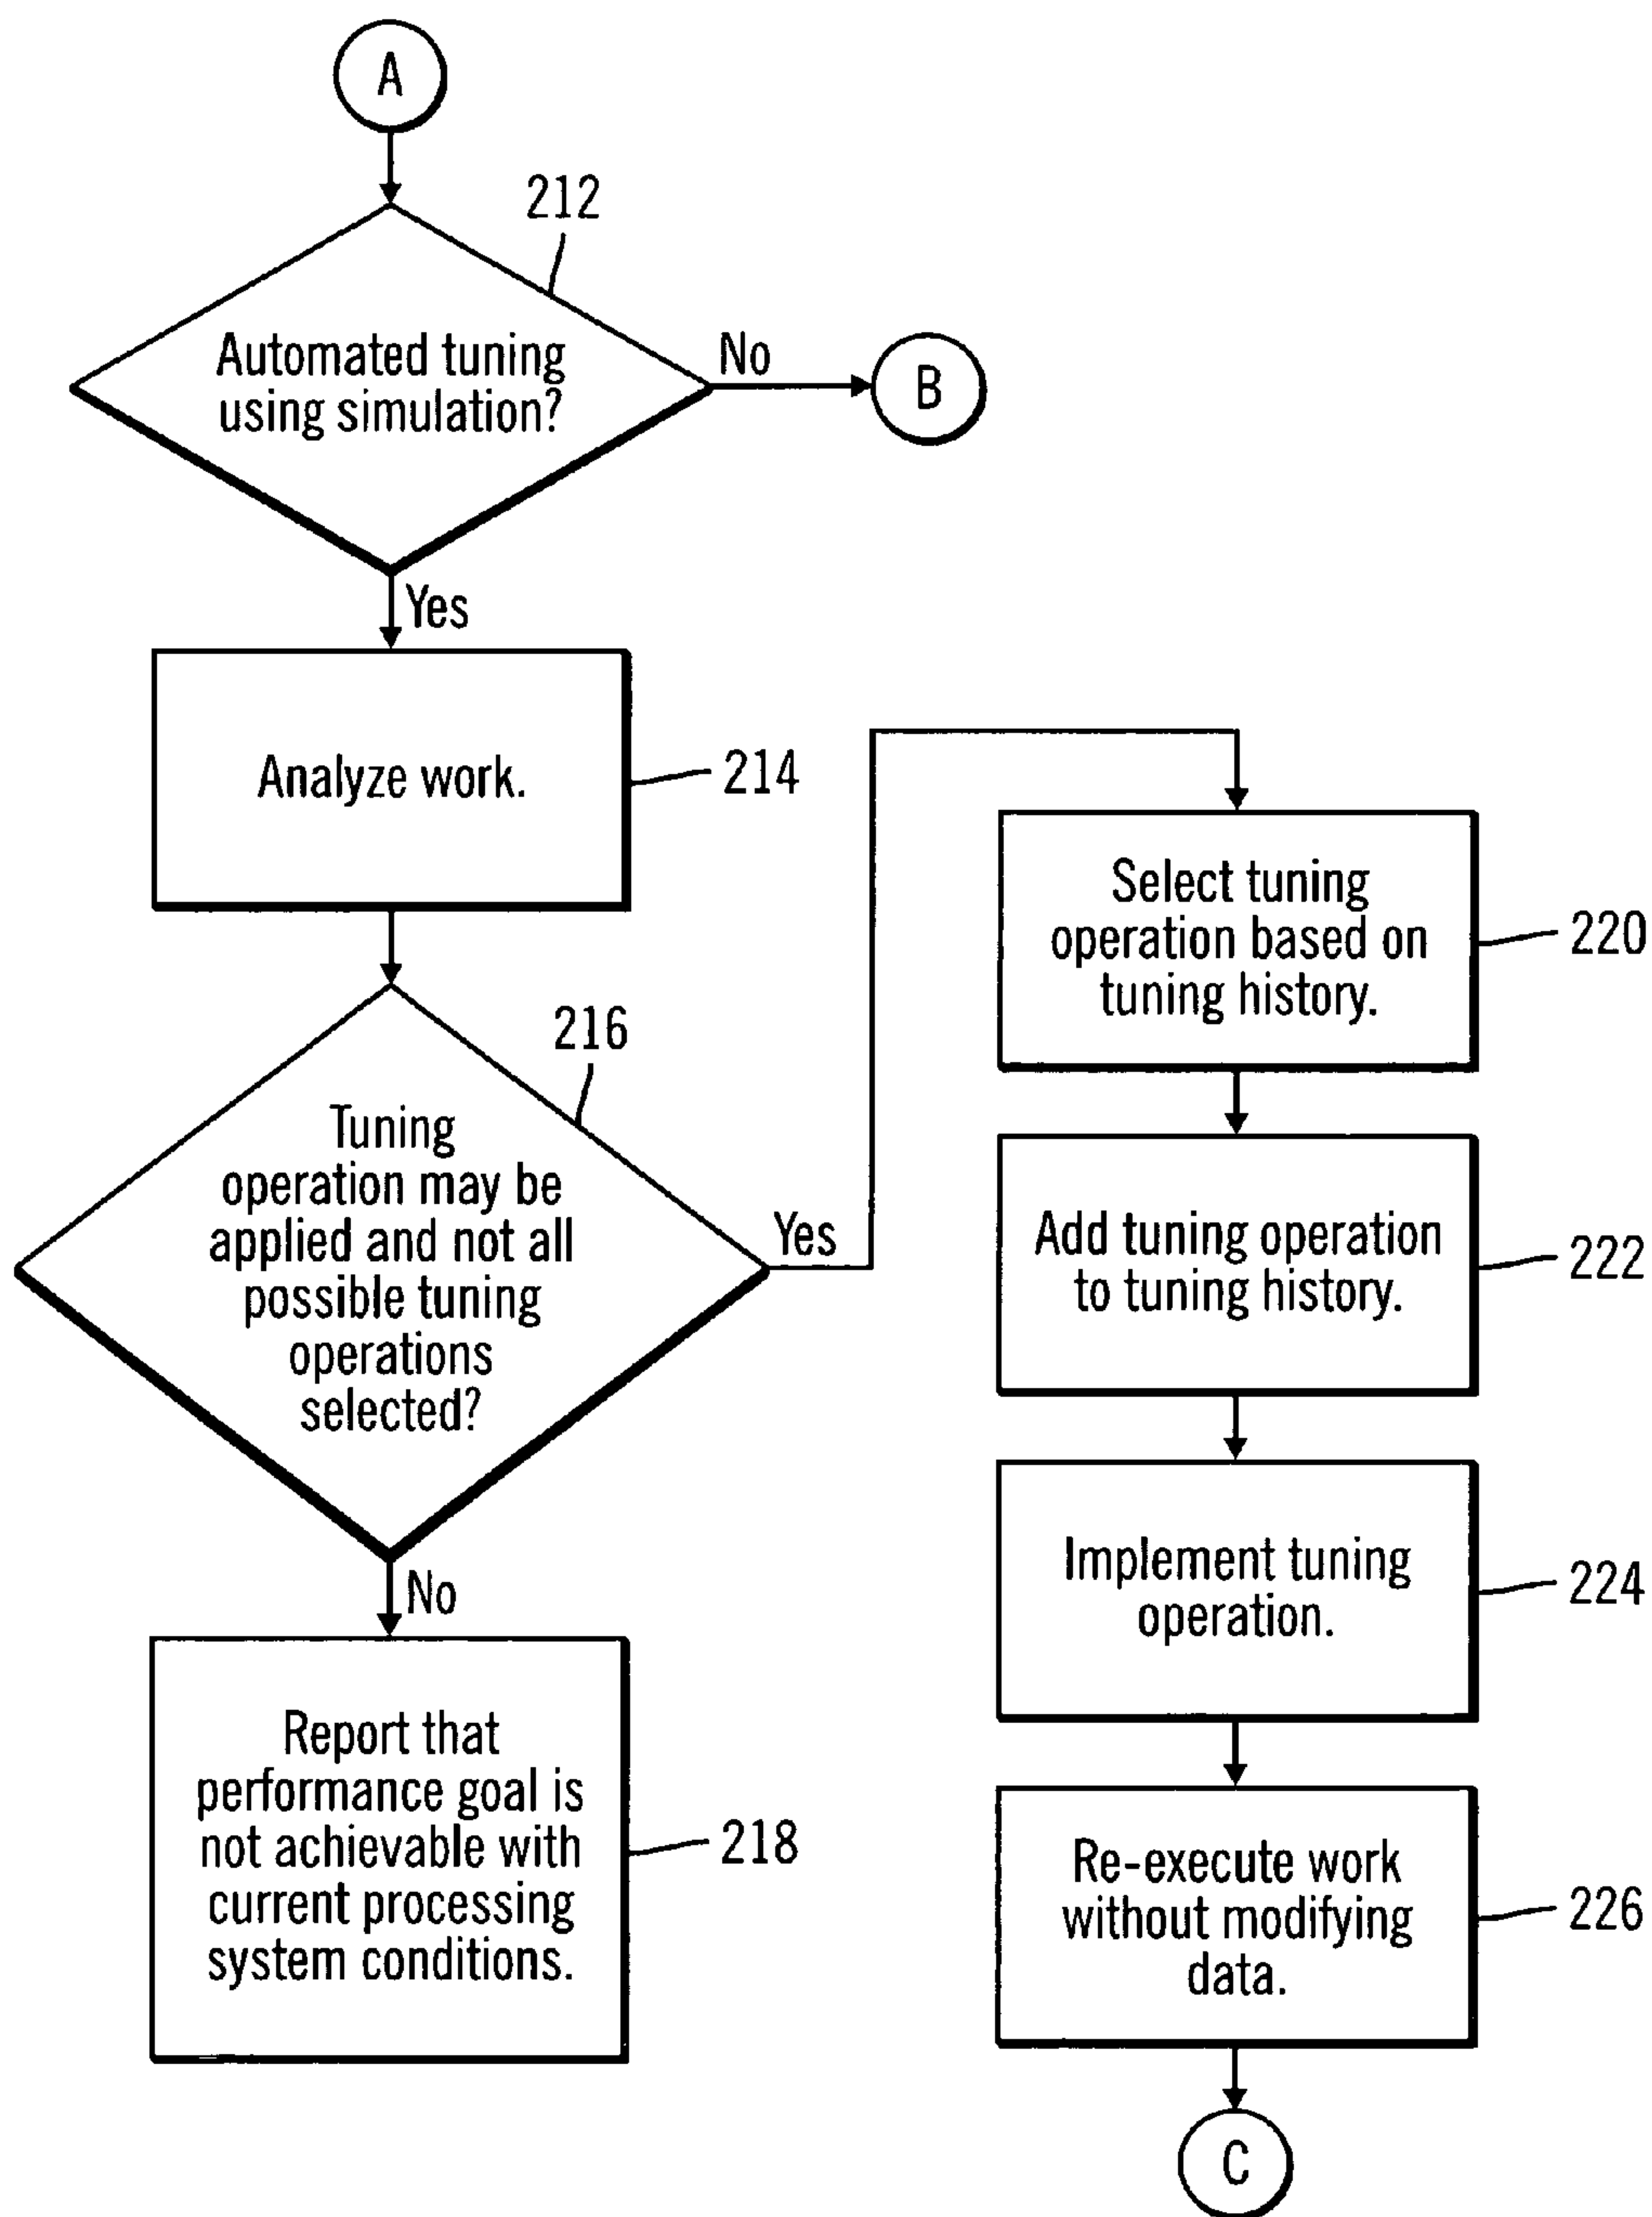 A
212
Automated tuning
using simulation?
No
B
Yes
Analyze work.
214
216
Tuning
operation may be
applied and not all
possible tuning
operations
selected?
Yes
No
Report that
performance goal is
not achievable with
current processing
system conditions.
218
Select tuning
operation based on
tuning history.
220
Add tuning operation
to tuning history.
222
Implement tuning
operation.
224
Re-execute work
without modifying
data.
226
C